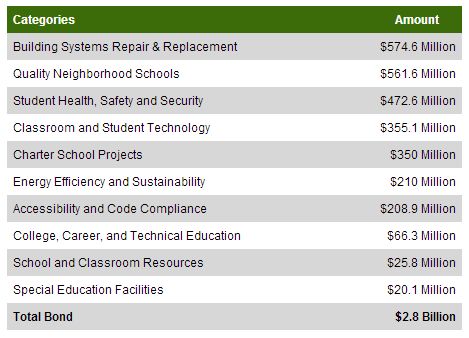 Categories Amount
Building Systems Repair & Replacement $574.6 Million
Quality Neighborhood Schools $561.6 Million
Student Health, Safety and Security $472.6 Million
Classroom and Student Technology $355.1 Million
Charter School Projects $350 Million
Energy Efficiency and Sustainability $210 Million
Accessibility and Code Compliance $208.9 Million
College, Career, and Technical Education $66.3 Million
School and Classroom Resources $25.8 Million
Special Education Facilities $20.1 Million
Total Bond $2.8 Billion